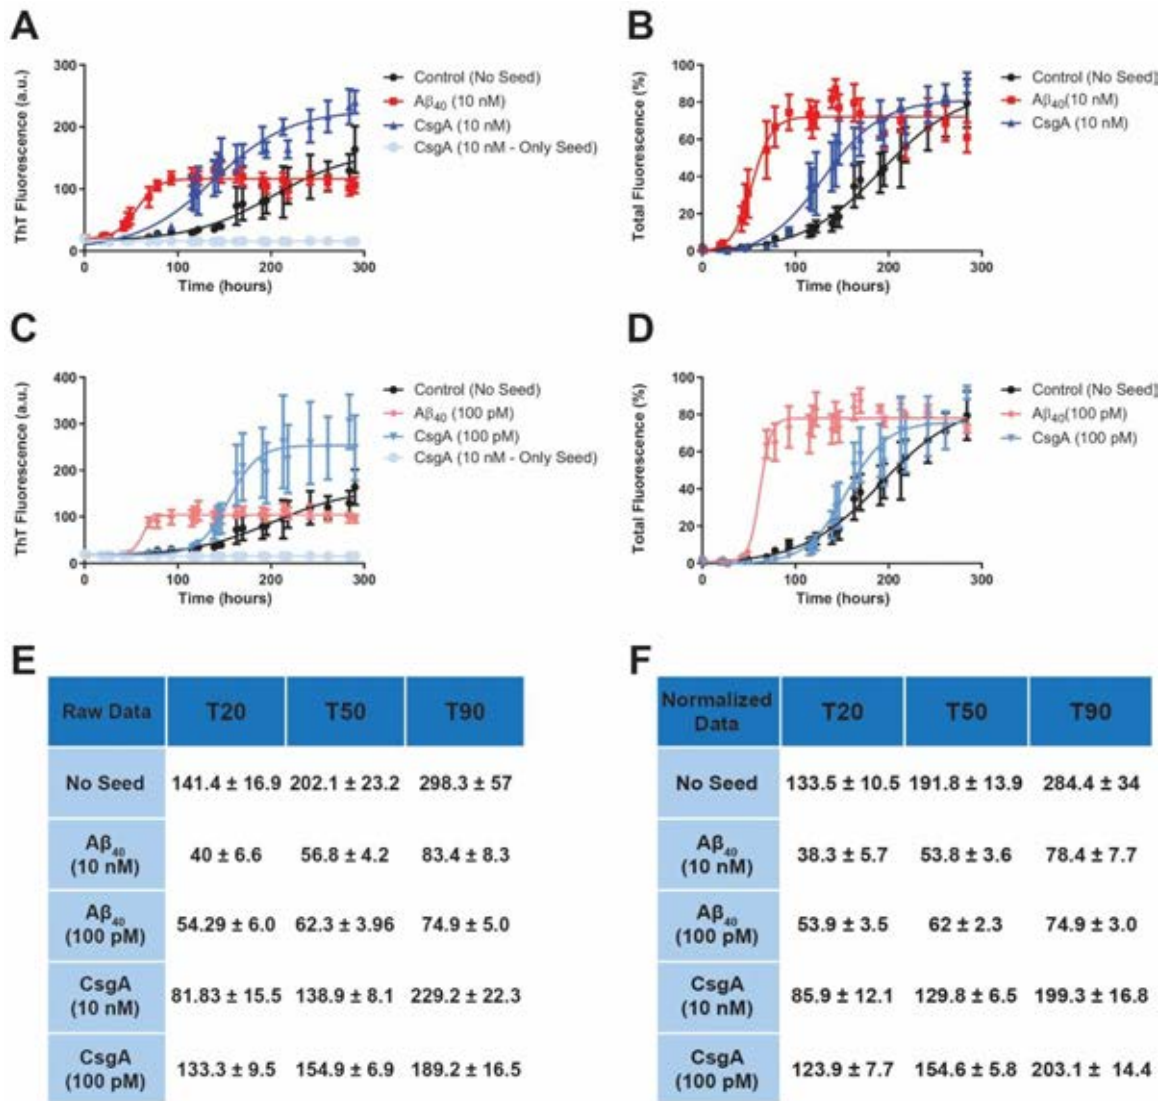 A
300
200
100
0
ThT Fluorescence (a.u.)
0 100 200 300
Time (hours)
Control (No Seed)
Aβ₄₀ (10 nM)
CsgA (10 nM)
CsgA (10 nM - Only Seed)
B
100
80
60
40
20
0
Total Fluorescence (%)
0 100 200 300
Time (hours)
Control (No Seed]
Aβ₄₀(10 nM)
CsgA (10 nM)
C
400
300
200
100
0
ThT Fluorescence (a.u.)
0 100 200 300
Time (hours)
Control (No Seed)
Aβ₄₀ (100 pM)
CsgA (100 pM)
CsgA (10 nM - Only Seed)
D
100
80
60
40
20
0
Total Fluorescence (%)
0 100 200 300
Time (hours)
Control (No Seed]
Aβ₄₀(100 pM)
CsgA (100 pM)
E
Raw Data T20 T50 T90
No Seed 141.4 ± 16.9 202.1 ± 23.2 298.3 ± 57
Aβ₄₀
(10 nM) 40 ± 6.6 56.8 ± 4.2 83.4 ± 8.3
Aβ₄₀
(100 pM) 54.29 ± 6.0 62.3 ± 3.96 74.9 ± 5.0
CsgA
(10 nM) 81.83 ± 15.5 138.9 ± 8.1 229.2 ± 22.3
CsgA
(100 pM) 133.3 ± 9.5 154.9 ± 6.9 189.2 ± 16.5
F
Normalized
Data T20 T50 T90
No Seed 133.5 ± 10.5 191.8 ± 13.9 284.4 ± 34
Aβ₄₀
(10 nM) 38.3 ± 5.7 53.8 ± 3.6 78.4 ± 7.7
Aβ₄₀
(100 pM) 53.9 ± 3.5 62 ± 2.3 74.9 ± 3.0
CsgA
(10 nM) 85.9 ± 12.1 129.8 ± 6.5 199.3 ± 16.8
CsgA
(100 pM) 123.9 ± 7.7 154.6 ± 5.8 203.1 ± 14.4